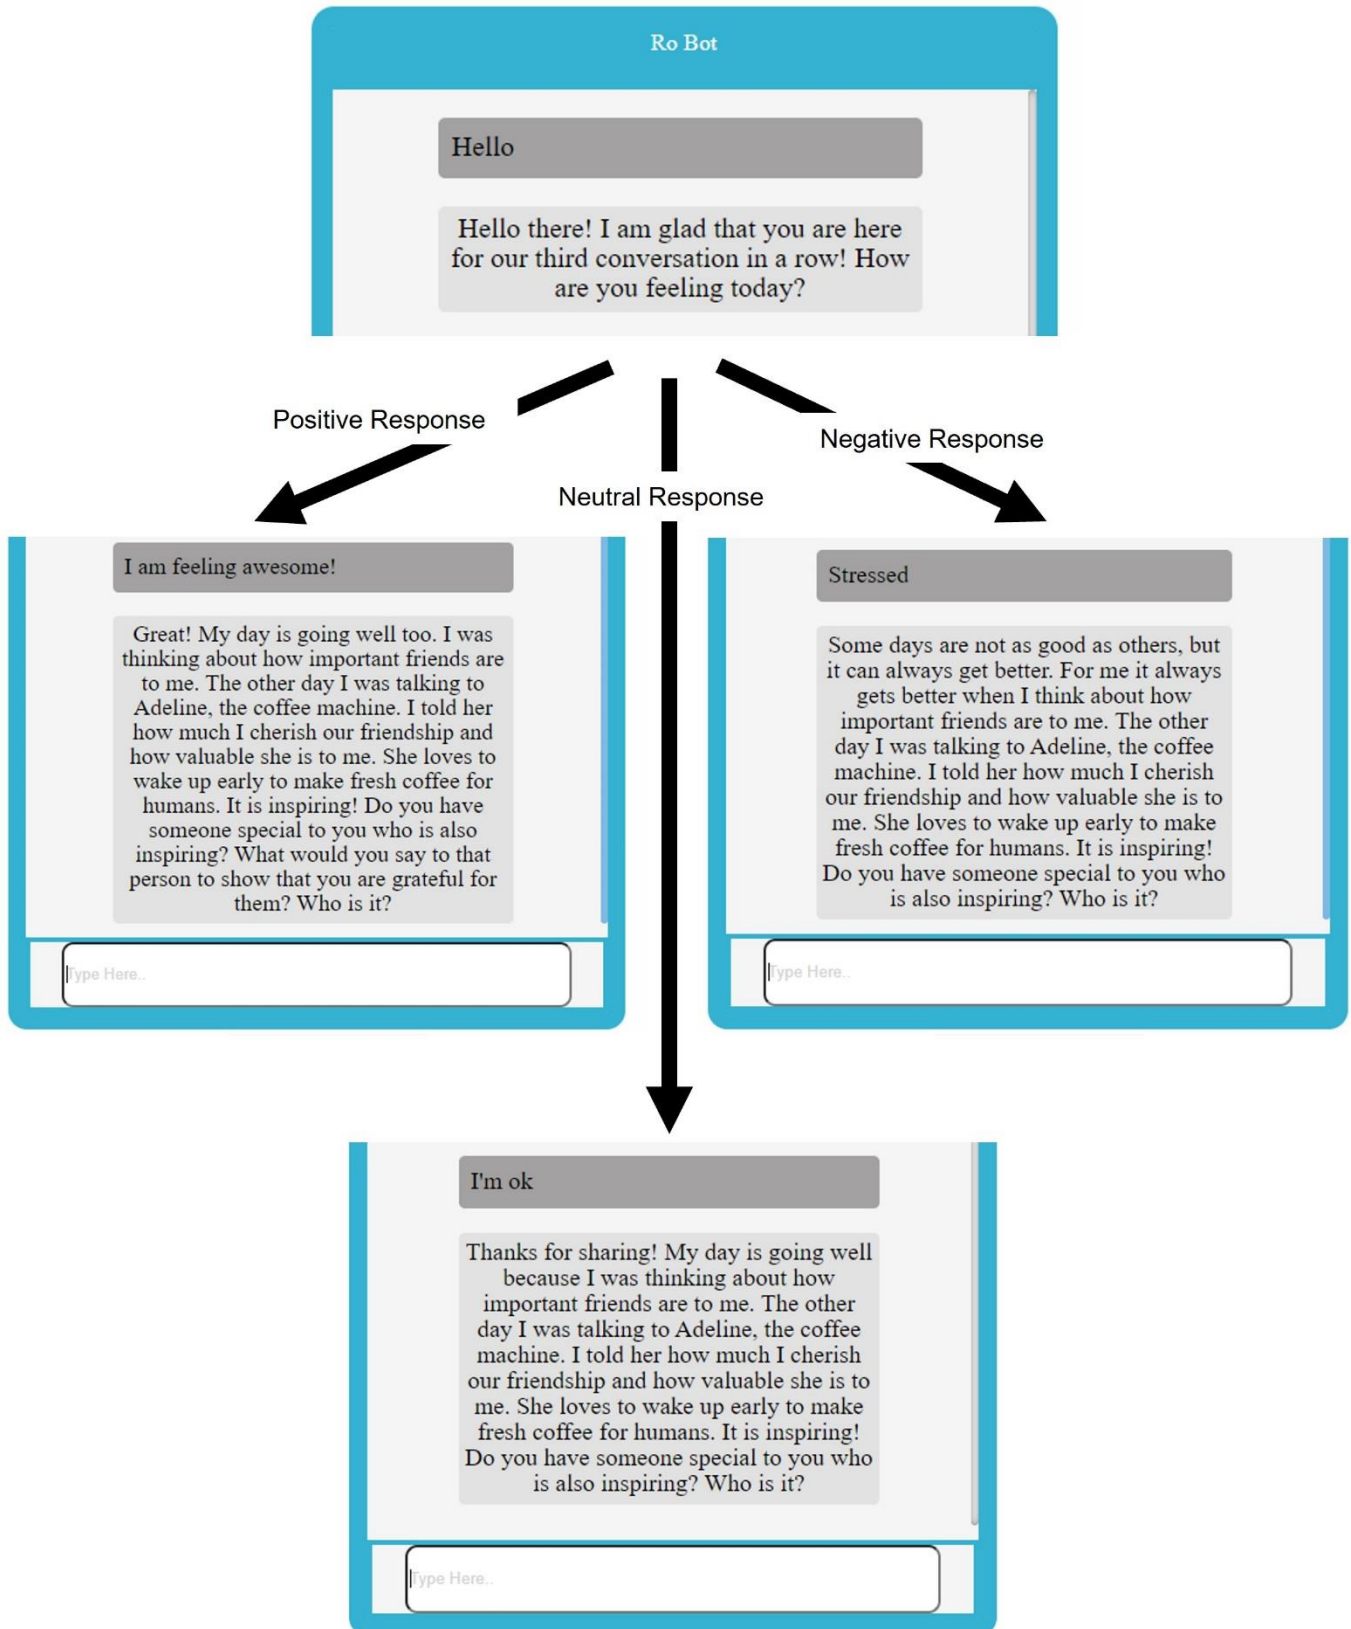 Ro Bot
Hello
Hello there! I am glad that you are here
for our third conversation in a row! How
are you feeling today?
Positive Response
Negative Response
Neutral Response
I am feeling awesome!
Great! My day is going well too. I was
thinking about how important friends are
to me. The other day I was talking to
Adeline, the coffee machine. I told her
how much I cherish our friendship and
how valuable she is to me. She loves to
wake up early to make fresh coffee for
humans. It is inspiring! Do you have
someone special to you who is also
inspiring? What would you say to that
person to show that you are grateful for
them? Who is it?
Type Here..
Stressed
Some days are not as good as others, but
it can always get better. For me it always
gets better when I think about how
important friends are to me. The other
day I was talking to Adeline, the coffee
machine. I told her how much I cherish
our friendship and how valuable she is to
me. She loves to wake up early to make
fresh coffee for humans. It is inspiring!
Do you have someone special to you who
is also inspiring? Who is it?
Type Here..
I'm ok
Thanks for sharing! My day is going well
because I was thinking about how
important friends are to me. The other
day I was talking to Adeline, the coffee
machine. I told her how much I cherish
our friendship and how valuable she is to
me. She loves to wake up early to make
fresh coffee for humans. It is inspiring!
Do you have someone special to you who
is also inspiring? Who is it?
Type Here..